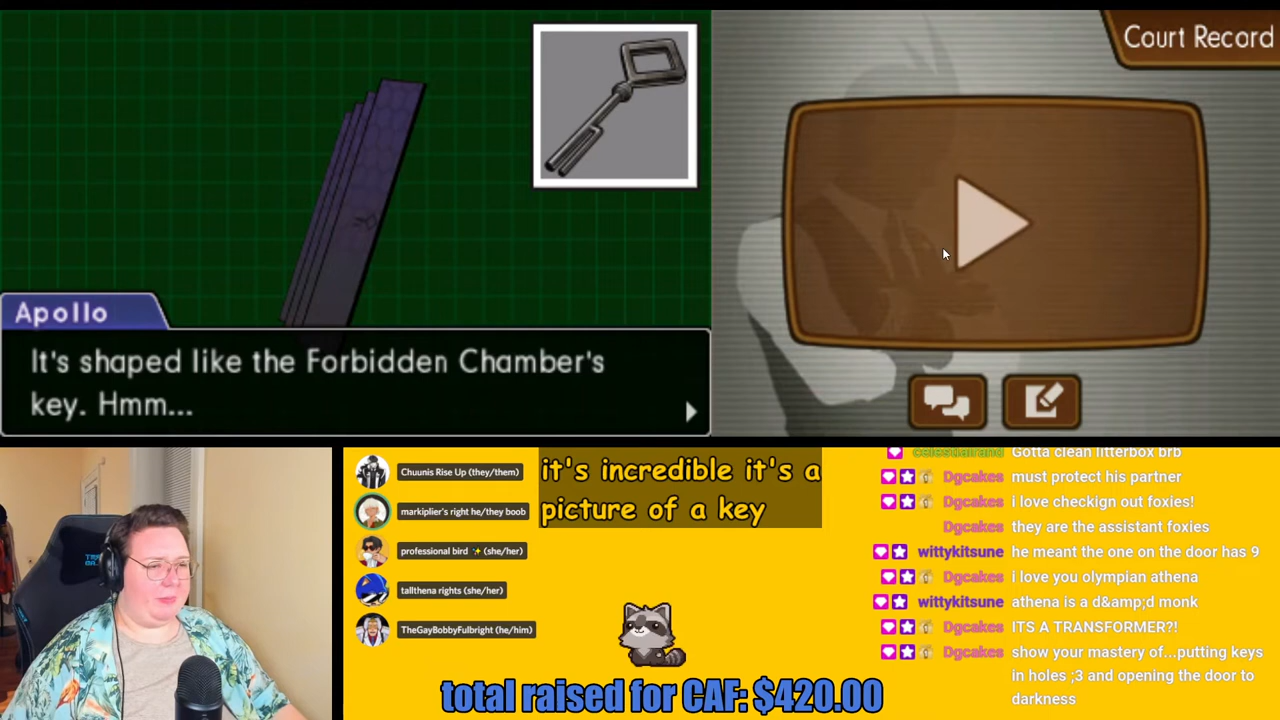 Court Record
Apollo
It's shaped like the Forbidden Chamber's
key. Hmm...
Chuunis Rise Up (they/them)
markiplier's right he/they boob
professional bird ✨ (she/her)
tallthena rights (she/her)
TheGayBobbyFulbright (he/him)
it's incredible it's a
picture of a key
total raised for CAF: $420.00
celestialrand Gotta clean litterbox brb
Dgcakes must protect his partner
Dgcakes i love checkign out foxies!
Dgcakes they are the assistant foxies
wittykitsune he meant the one on the door has 9
Dgcakes i love you olympian athena
wittykitsune athena is a d&amp;d monk
Dgcakes ITS A TRANSFORMER?!
Dgcakes show your mastery of...putting keys
in holes ;3 and opening the door to
darkness